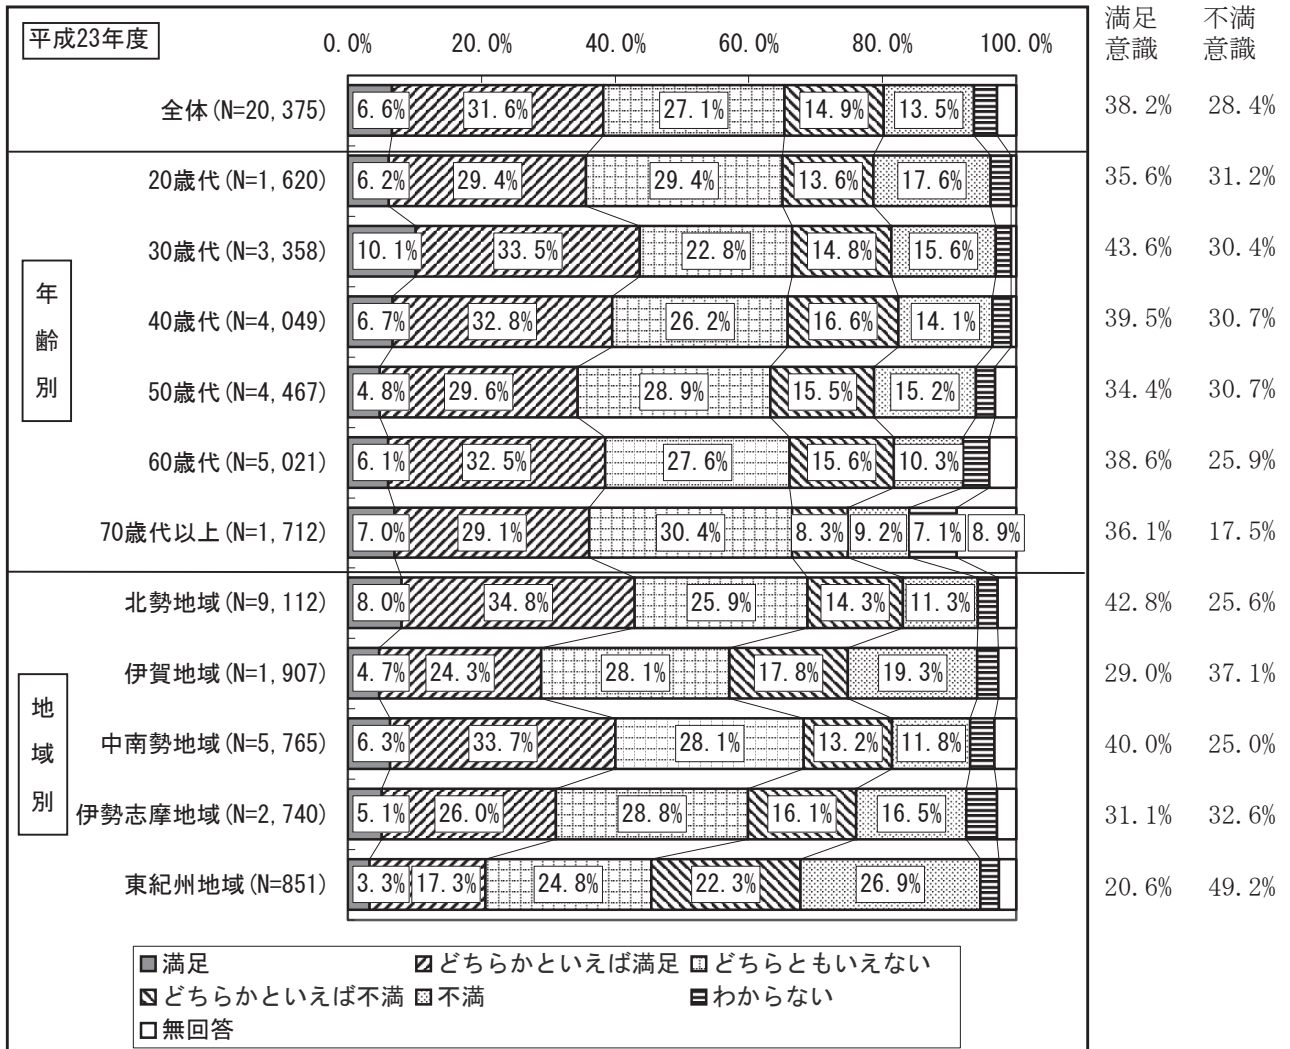 満足 不満
意識 意識
平成23年度
0.0% 20.0% 40.0% 60.0% 80.0% 100.0%
全体(N=20,375) 6.6% 31.6% 27.1% 14.9% 13.5% 38.2% 28.4%
年齢別
20歳代(N=1,620) 6.2% 29.4% 29.4% 13.6% 17.6% 35.6% 31.2%
30歳代(N=3,358) 10.1% 33.5% 22.8% 14.8% 15.6% 43.6% 30.4%
40歳代(N=4,049) 6.7% 32.8% 26.2% 16.6% 14.1% 39.5% 30.7%
50歳代(N=4,467) 4.8% 29.6% 28.9% 15.5% 15.2% 34.4% 30.7%
60歳代(N=5,021) 6.1% 32.5% 27.6% 15.6% 10.3% 38.6% 25.9%
70歳代以上(N=1,712) 7.0% 29.1% 30.4% 8.3% 9.2% 7.1% 8.9% 36.1% 17.5%
地域別
北勢地域(N=9,112) 8.0% 34.8% 25.9% 14.3% 11.3% 42.8% 25.6%
伊賀地域(N=1,907) 4.7% 24.3% 28.1% 17.8% 19.3% 29.0% 37.1%
中南勢地域(N=5,765) 6.3% 33.7% 28.1% 13.2% 11.8% 40.0% 25.0%
伊勢志摩地域(N=2,740) 5.1% 26.0% 28.8% 16.1% 16.5% 31.1% 32.6%
東紀州地域(N=851) 3.3% 17.3% 24.8% 22.3% 26.9% 20.6% 49.2%
満足 どちらかといえば満足 どちらともいえない
どちらかといえば不満 不満 わからない
無回答